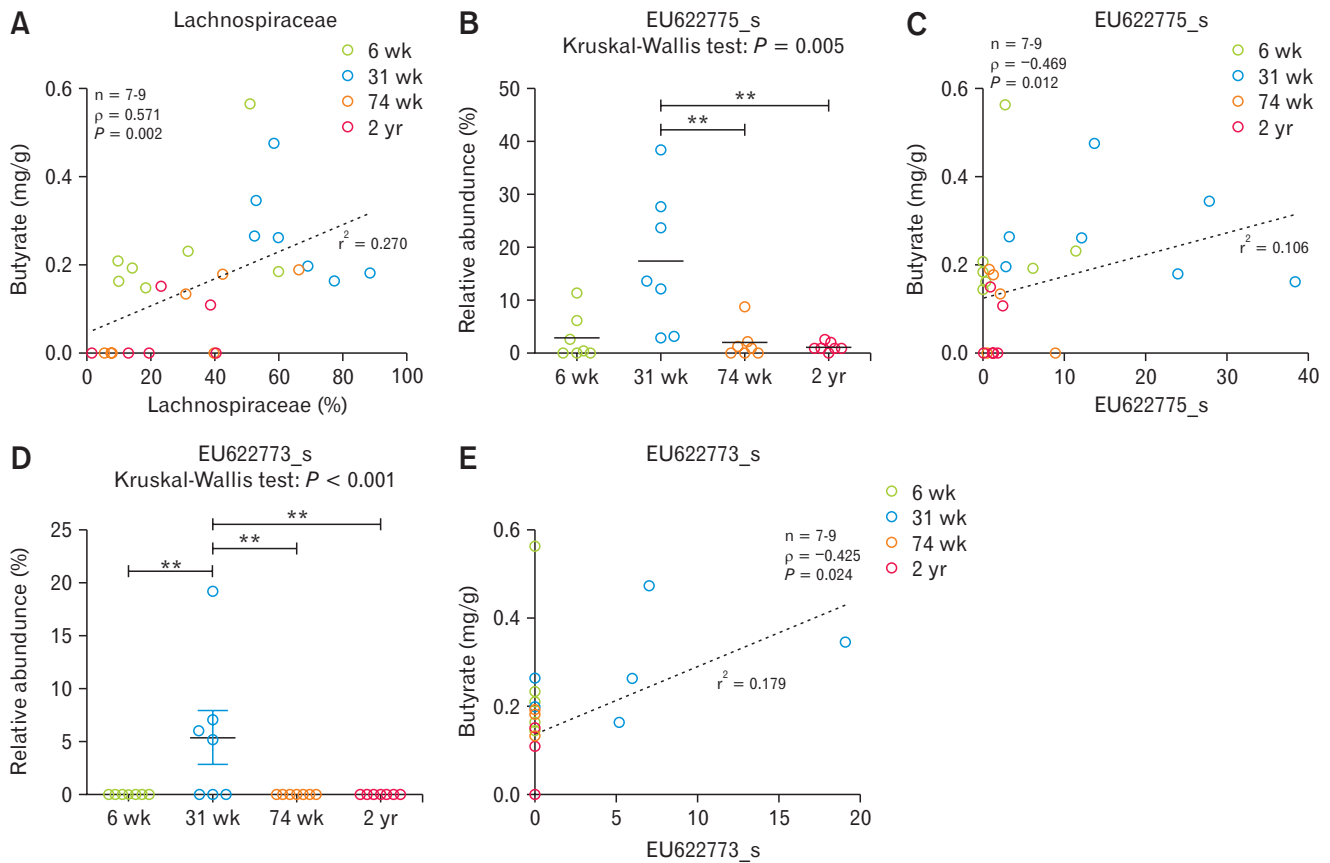 A
Lachnospiraceae
6 wk
31 wk
74 wk
2 yr
n = 7-9
ρ = 0.571
P = 0.002
r² = 0.270
Butyrate (mg/g)
0.6
0.4
0.2
0.0
0 20 40 60 80 100
Lachnospiraceae (%)
B
EU622775_s
Kruskal-Wallis test: P = 0.005
**
**
Relative abundunce (%)
50
40
30
20
10
0
6 wk 31 wk 74 wk 2 yr
C
EU622775_s
n = 7-9
ρ = −0.469
P = 0.012
6 wk
31 wk
74 wk
2 yr
r² = 0.106
Butyrate (mg/g)
0.6
0.4
0.2
0.0
0 10 20 30 40
EU622775_s
D
EU622773_s
Kruskal-Wallis test: P < 0.001
**
**
**
Relative abundunce (%)
25
20
15
10
5
0
6 wk 31 wk 74 wk 2 yr
E
EU622773_s
6 wk
31 wk
74 wk
2 yr
n = 7-9
ρ = −0.425
P = 0.024
r² = 0.179
Butyrate (mg/g)
0.6
0.4
0.2
0.0
0 5 10 15 20
EU622773_s